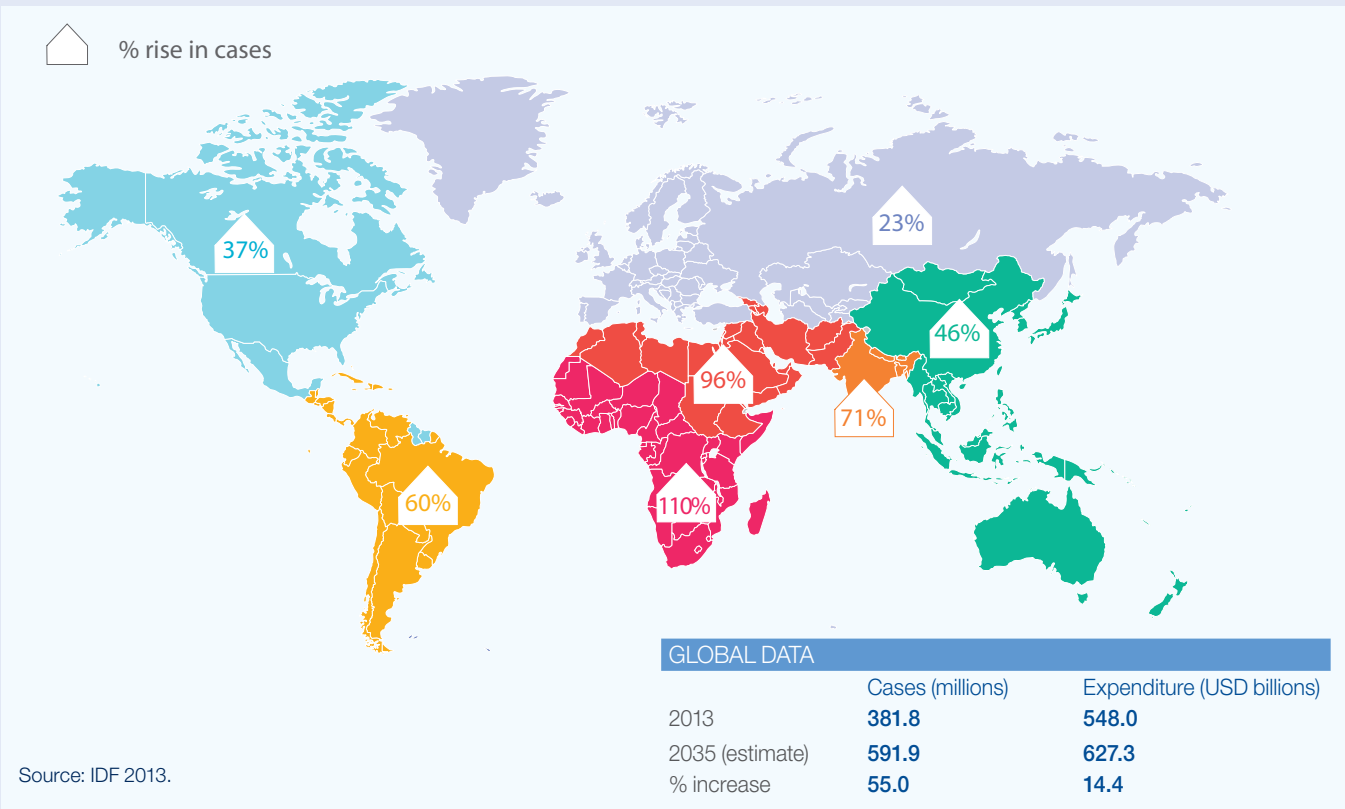 % rise in cases
37%
23%
46%
96%
71%
60%
110%
GLOBAL DATA
Cases (millions) Expenditure (USD billions)
2013 381.8 548.0
2035 (estimate) 591.9 627.3
% increase 55.0 14.4
Source: IDF 2013.